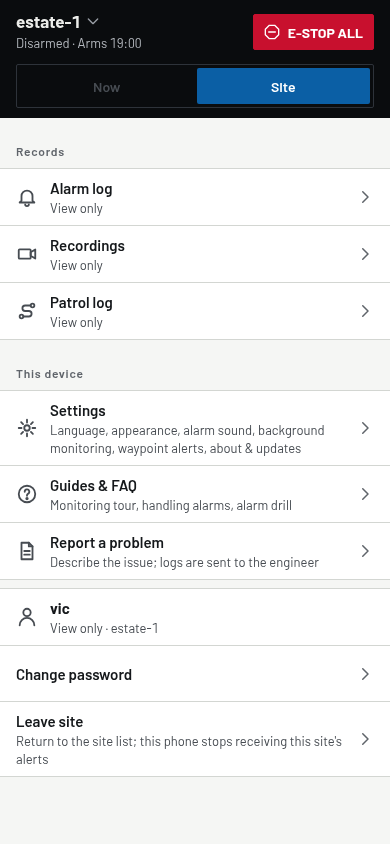 estate-1
Disarmed · Arms 19:00
E-STOP ALL
Now
Site
Records
Alarm log
View only
Recordings
View only
Patrol log
View only
This device
Settings
Language, appearance, alarm sound, background
monitoring, waypoint alerts, about & updates
Guides & FAQ
Monitoring tour, handling alarms, alarm drill
Report a problem
Describe the issue; logs are sent to the engineer
vic
View only · estate-1
Change password
Leave site
Return to the site list; this phone stops receiving this site's
alerts